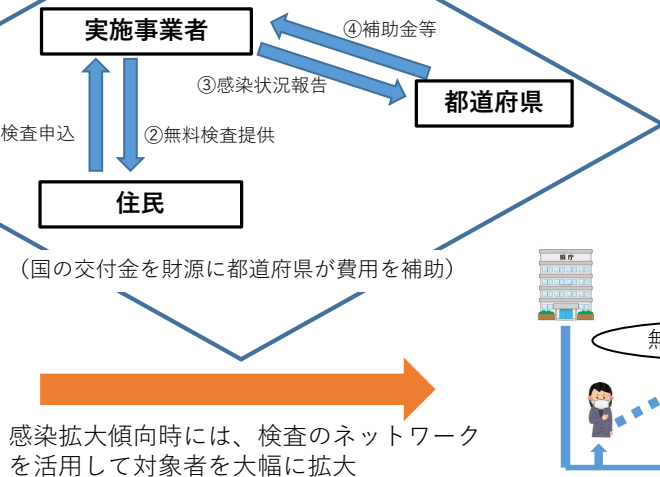 実施事業者
④補助金等
③感染状況報告
都道府県
検査申込
②無料検査提供
住民
（国の交付金を財源に都道府県が費用を補助）
県庁
無
感染拡大傾向時には、検査のネットワーク
を活用して対象者を大幅に拡大